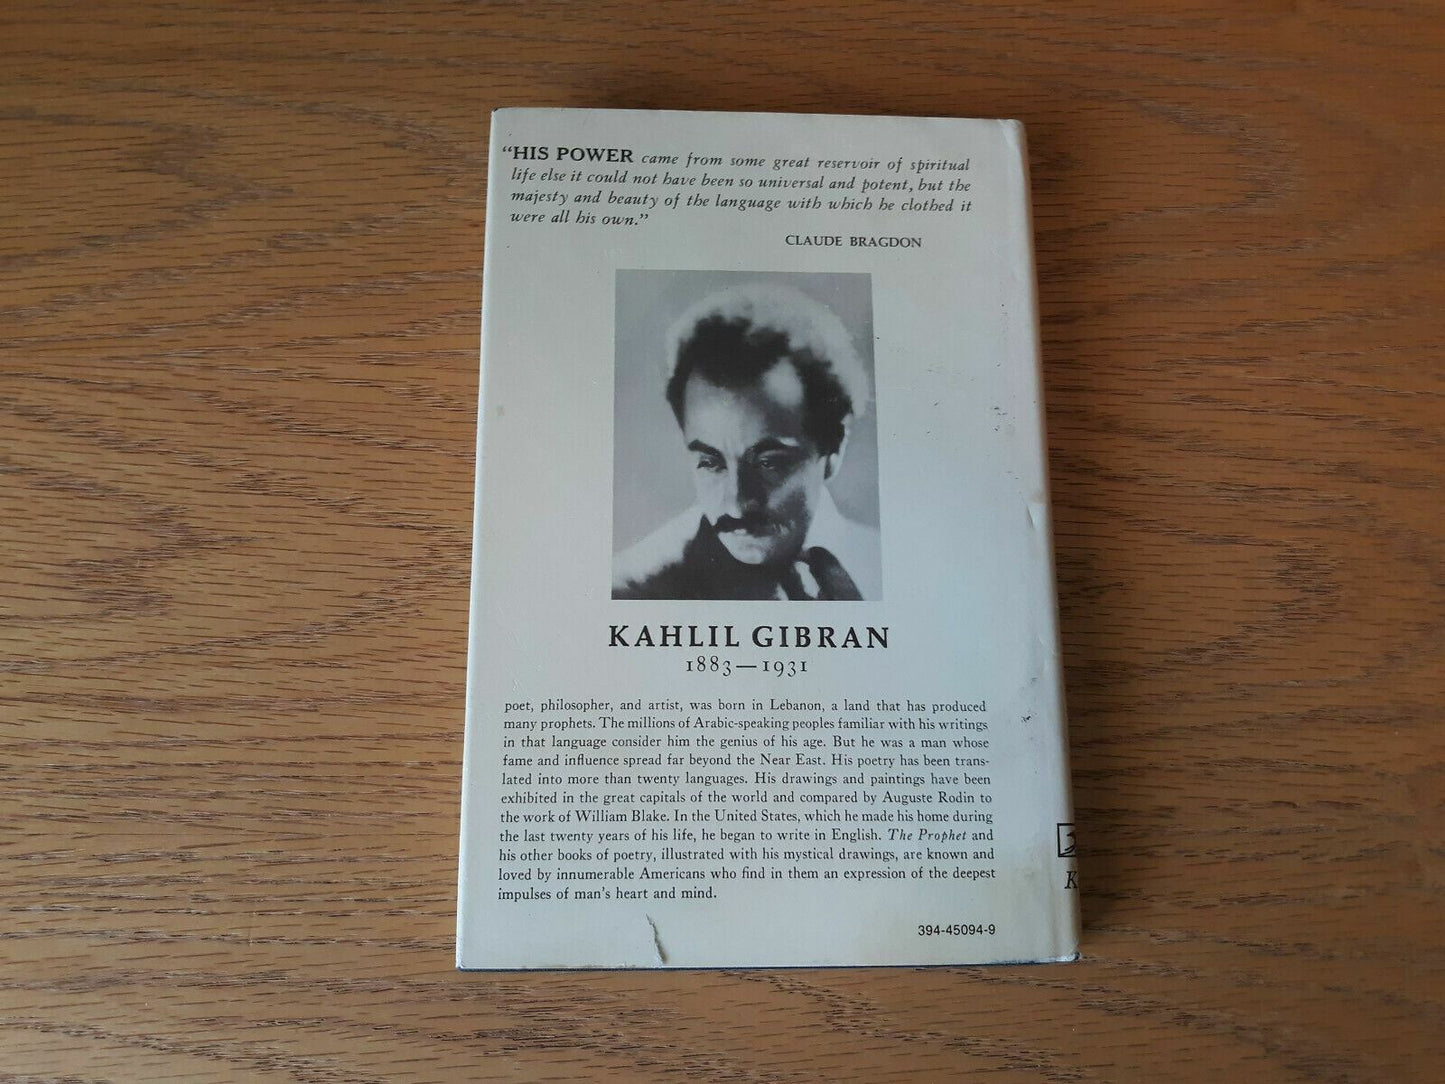 “HIS POWER came from some great reservoir of spiritual
life else it could not have been so universal and potent, but the
majesty and beauty of the language with which he clothed it
were all his own.”
CLAUDE BRAGDON
KAHLIL GIBRAN
1883—1931
poet, philosopher, and artist, was born in Lebanon, a land that has produced
many prophets. The millions of Arabic-speaking peoples familiar with his writings
in that language consider him the genius of his age. But he was a man whose
fame and influence spread far beyond the Near East. His poetry has been trans-
lated into more than twenty languages. His drawings and paintings have been
exhibited in the great capitals of the world and compared by Auguste Rodin to
the work of William Blake. In the United States, which he made his home during
the last twenty years of his life, he began to write in English. The Prophet and
his other books of poetry, illustrated with his mystical drawings, are known and
loved by innumerable Americans who find in them an expression of the deepest
impulses of man's heart and mind.
394-45094-9